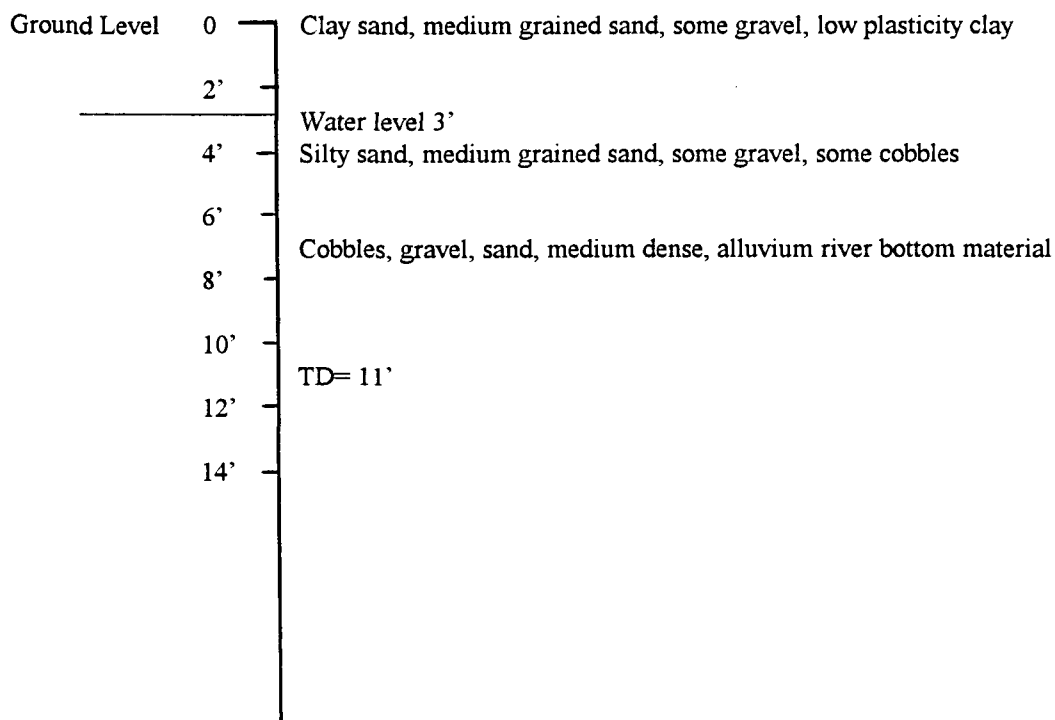 Ground Level 0 Clay sand, medium grained sand, some gravel, low plasticity clay
2’
Water level 3’
4’ Silty sand, medium grained sand, some gravel, some cobbles
6’
Cobbles, gravel, sand, medium dense, alluvium river bottom material
8’
10’
TD= 11’
12’
14’